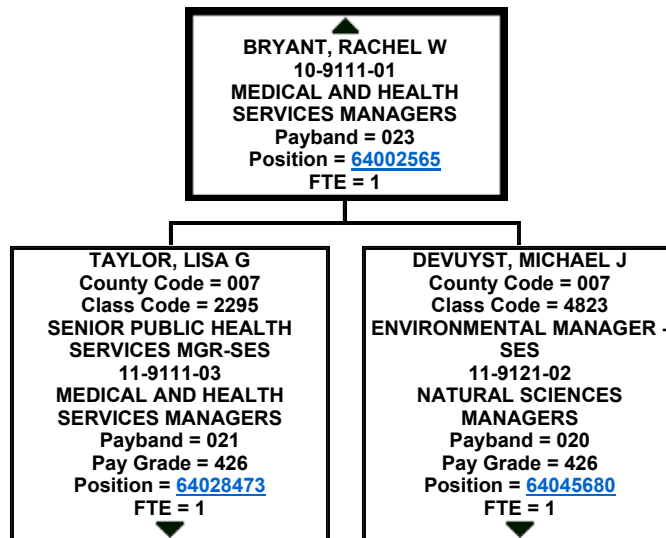 BRYANT, RACHEL W
10-9111-01
MEDICAL AND HEALTH
SERVICES MANAGERS
Payband = 023
Position = 64002565
FTE = 1
TAYLOR, LISA G
County Code = 007
Class Code = 2295
SENIOR PUBLIC HEALTH
SERVICES MGR-SES
11-9111-03
MEDICAL AND HEALTH
SERVICES MANAGERS
Payband = 021
Pay Grade = 426
Position = 64028473
FTE = 1
DEVUYST, MICHAEL J
County Code = 007
Class Code = 4823
ENVIRONMENTAL MANAGER -
SES
11-9121-02
NATURAL SCIENCES
MANAGERS
Payband = 020
Pay Grade = 426
Position = 64045680
FTE = 1